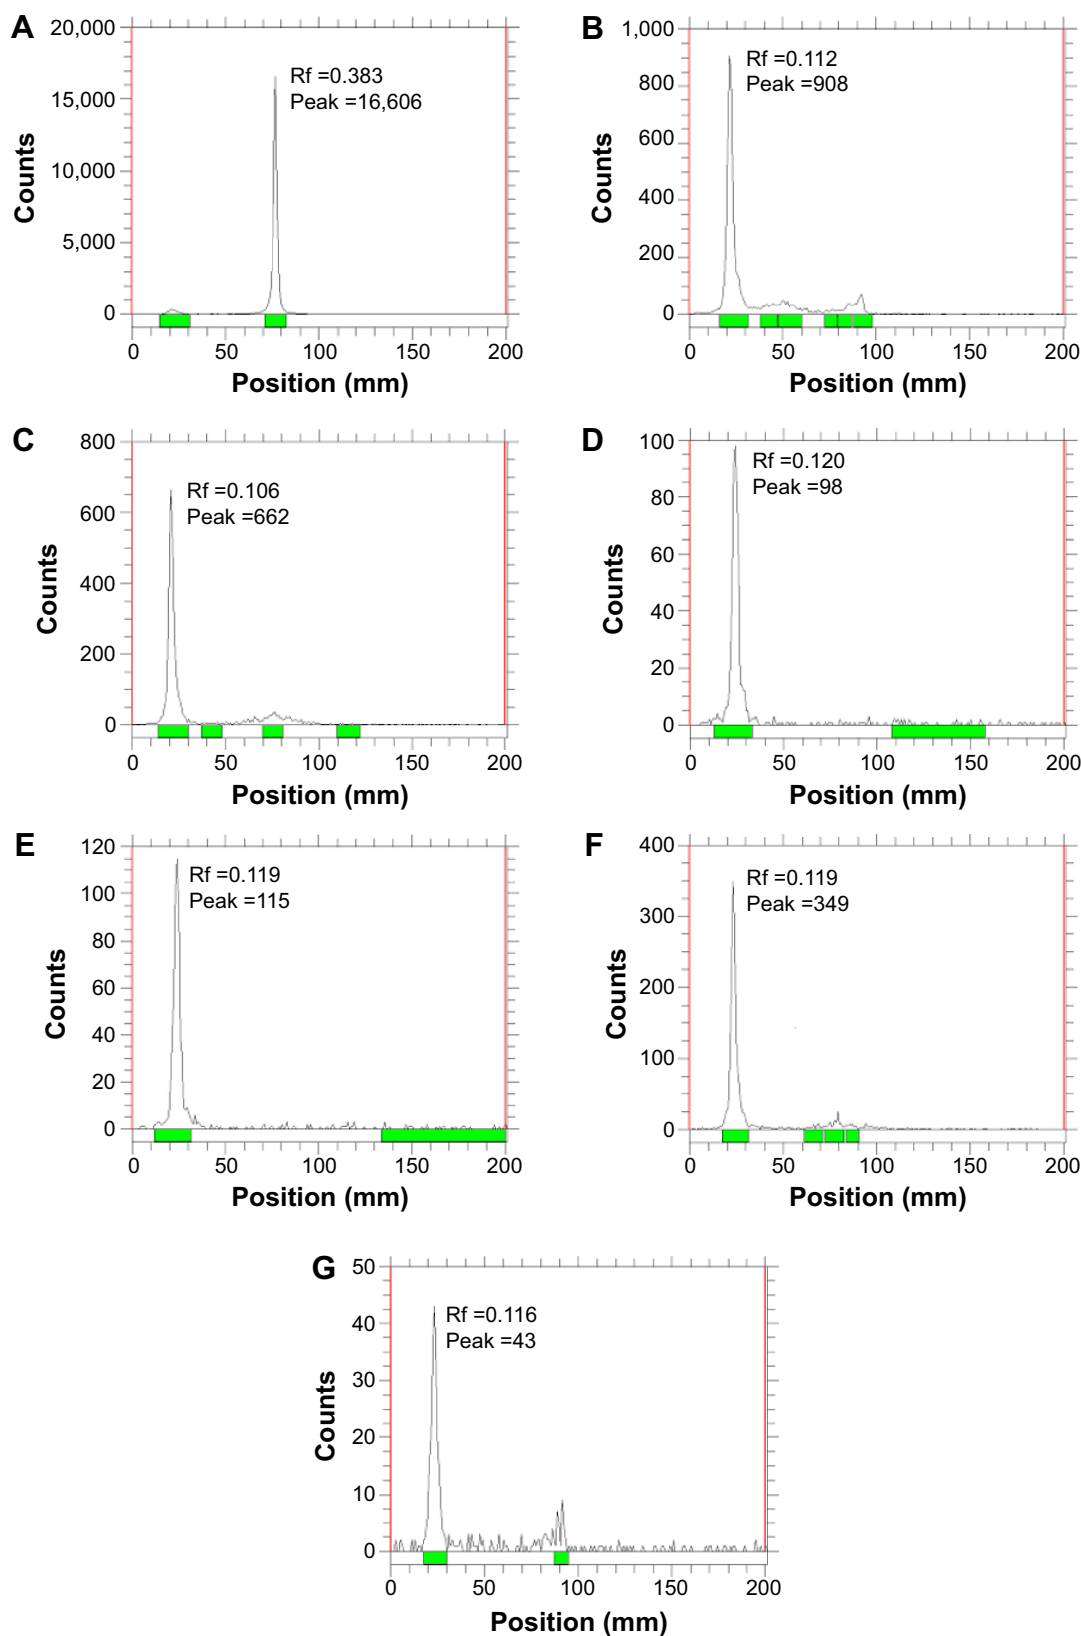 A
20,000
15,000
10,000
5,000
0
Counts
Rf =0.383
Peak =16,606
0 50 100 150 200
Position (mm)
B
1,000
800
600
400
200
0
Counts
Rf =0.112
Peak =908
0 50 100 150 200
Position (mm)
C
800
600
400
200
0
Counts
Rf =0.106
Peak =662
0 50 100 150 200
Position (mm)
D
100
80
60
40
20
0
Counts
Rf =0.120
Peak =98
0 50 100 150 200
Position (mm)
E
120
100
80
60
40
20
0
Counts
Rf =0.119
Peak =115
0 50 100 150 200
Position (mm)
F
400
300
200
100
0
Counts
Rf =0.119
Peak =349
0 50 100 150 200
Position (mm)
G
50
40
30
20
10
0
Counts
Rf =0.116
Peak =43
0 50 100 150 200
Position (mm)